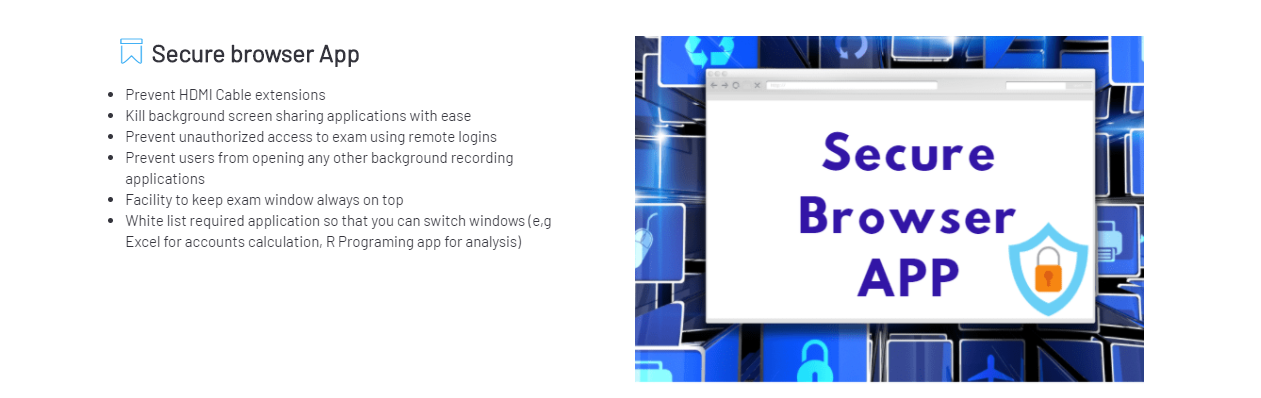 Secure browser App
Prevent HDMI Cable extensions
Kill background screen sharing applications with ease
Prevent unauthorized access to exam using remote logins
Prevent users from opening any other background recording
applications
Facility to keep exam window always on top
White list required application so that you can switch windows (e,g
Excel for accounts calculation, R Programing app for analysis)
Secure
Browser
APP